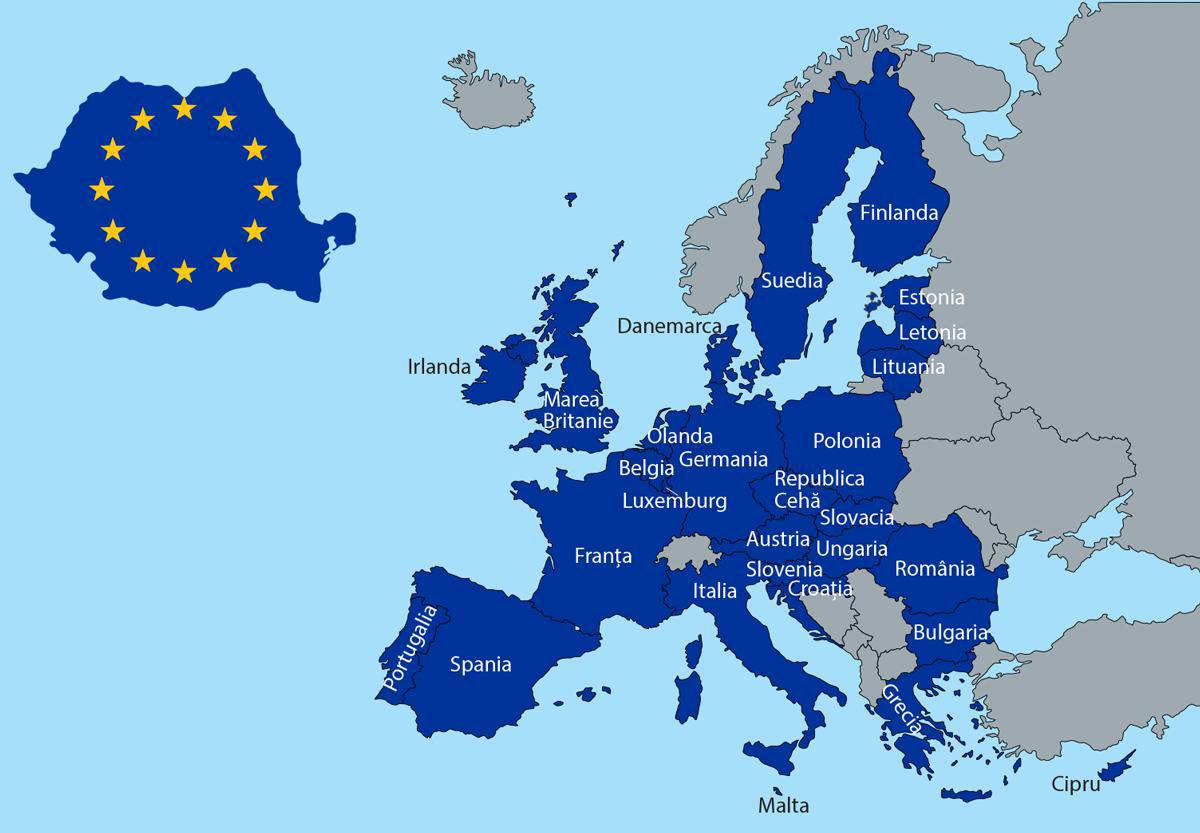 Finlanda
Suedia
Estonia
Danemarca
Letonia
Irlanda
Lituania
Marea
Britanie
Olanda
Polonia
Germania
Belgia
Republica
Cehă
Luxemburg
Slovacia
Austria
Ungaria
Franța
România
Slovenia
Croația
Italia
Bulgaria
Portugalia
Spania
Grecia
Cipru
Malta